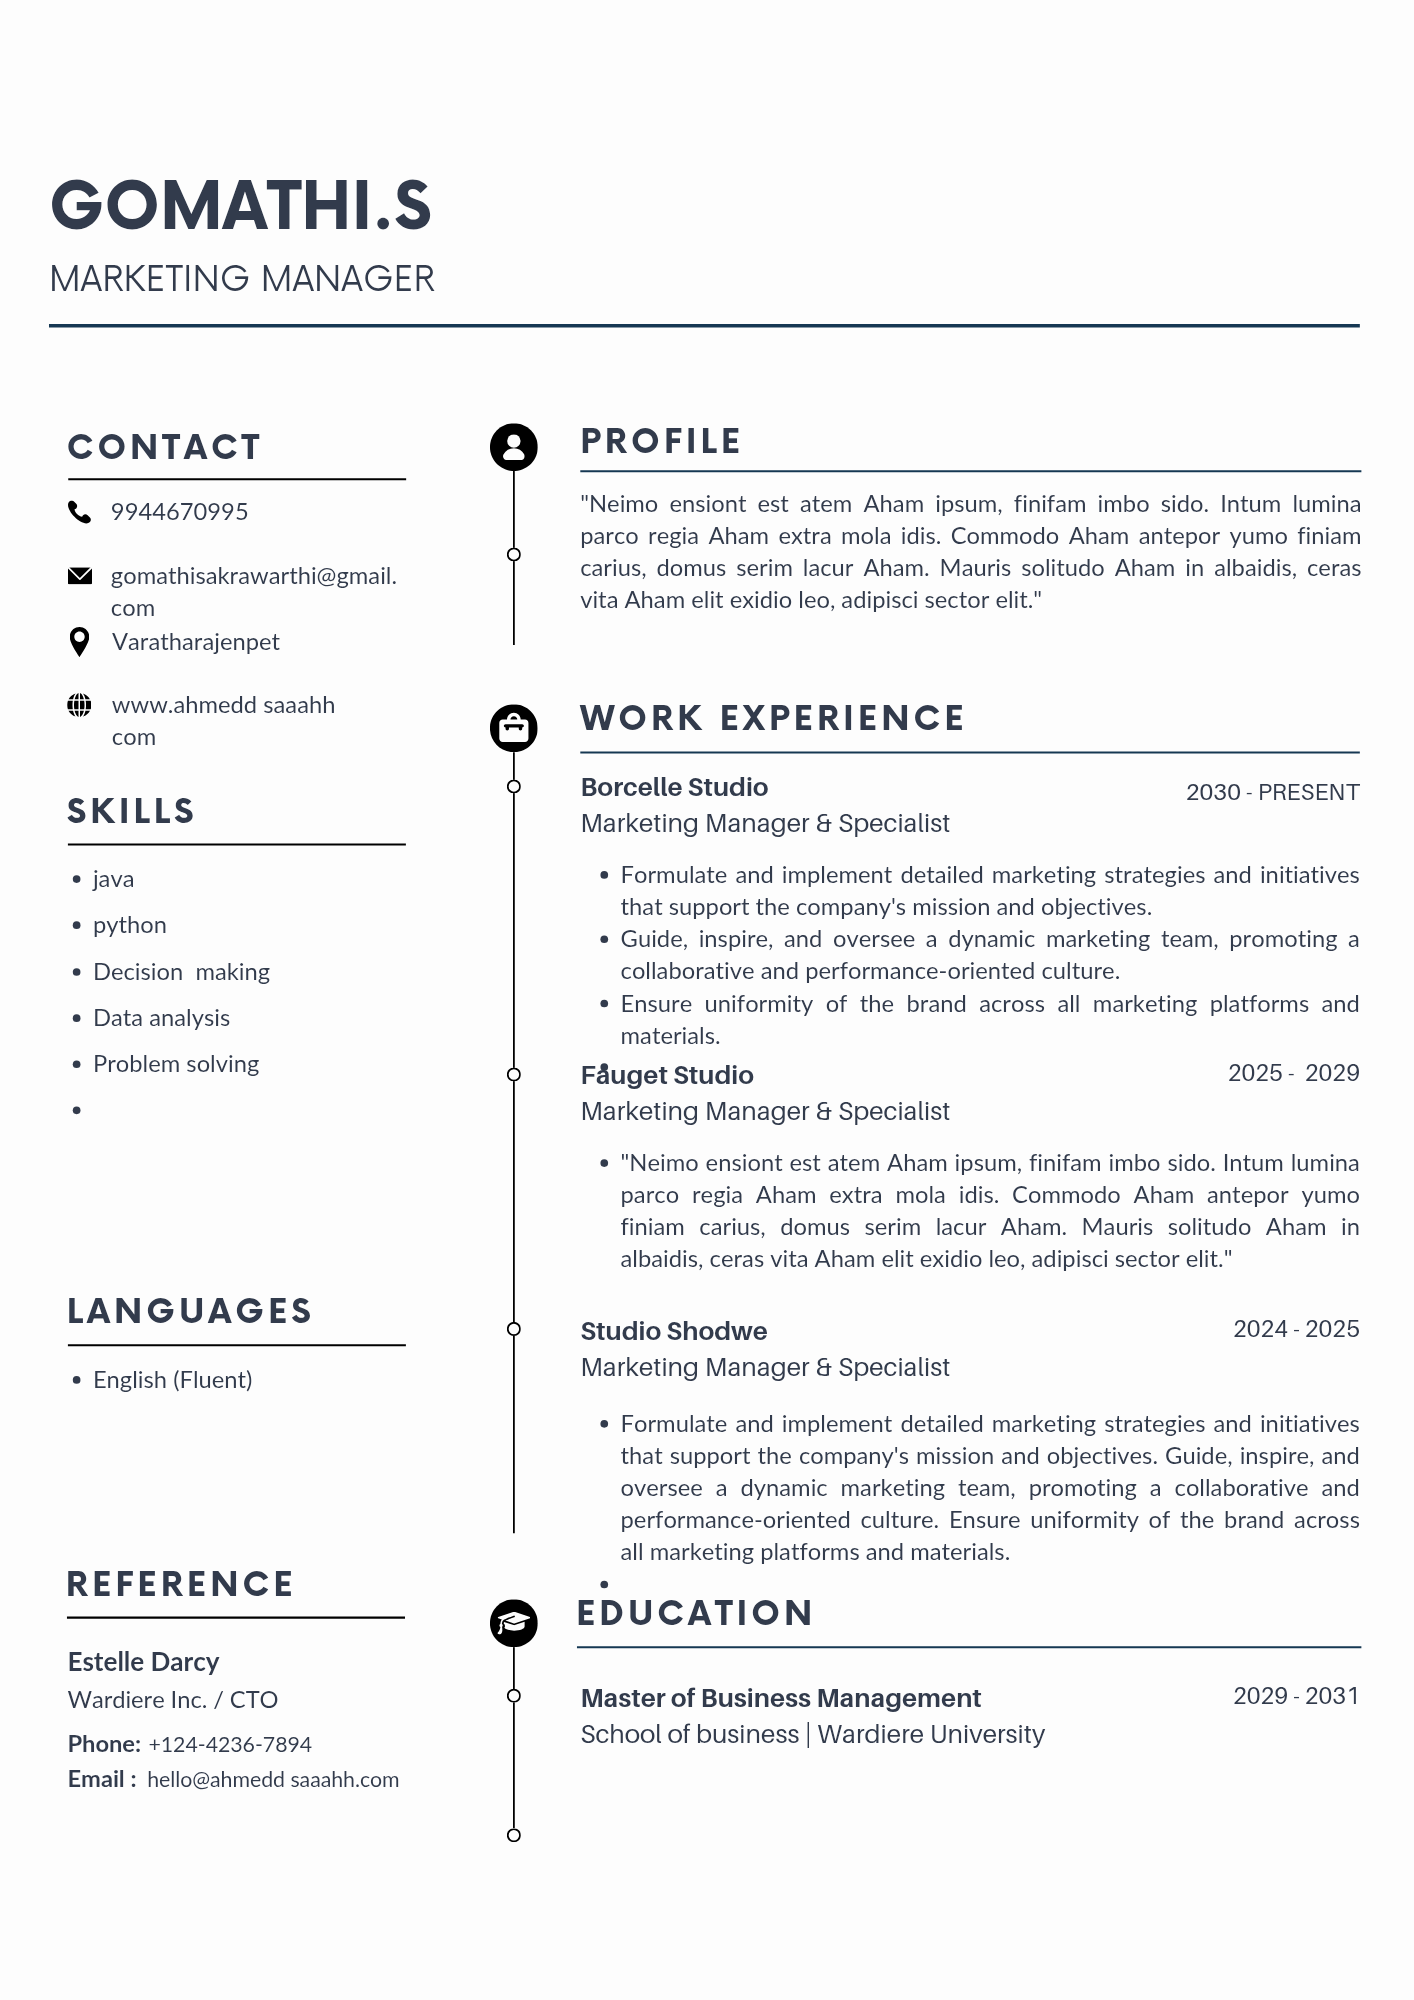 GOMATHI.S
MARKETING MANAGER
CONTACT
9944670995
gomathisakrawarthi@gmail.
com
Varatharajenpet
www.ahmedd saaahh
com
SKILLS
• java
• python
• Decision  making
• Data analysis
• Problem solving
•
LANGUAGES
• English (Fluent)
REFERENCE
Estelle Darcy
Wardiere Inc. / CTO
Phone: +124-4236-7894
Email :  hello@ahmedd saaahh.com
PROFILE
"Neimo ensiont est atem Aham ipsum, finifam imbo sido. Intum lumina
parco regia Aham extra mola idis. Commodo Aham antepor yumo finiam
carius, domus serim lacur Aham. Mauris solitudo Aham in albaidis, ceras
vita Aham elit exidio leo, adipisci sector elit."
WORK EXPERIENCE
Borcelle Studio 2030 - PRESENT
Marketing Manager & Specialist
• Formulate and implement detailed marketing strategies and initiatives
that support the company's mission and objectives.
• Guide, inspire, and oversee a dynamic marketing team, promoting a
collaborative and performance-oriented culture.
• Ensure uniformity of the brand across all marketing platforms and
materials.
•
Fauget Studio 2025 -  2029
Marketing Manager & Specialist
• "Neimo ensiont est atem Aham ipsum, finifam imbo sido. Intum lumina
parco regia Aham extra mola idis. Commodo Aham antepor yumo
finiam carius, domus serim lacur Aham. Mauris solitudo Aham in
albaidis, ceras vita Aham elit exidio leo, adipisci sector elit."
Studio Shodwe 2024 - 2025
Marketing Manager & Specialist
• Formulate and implement detailed marketing strategies and initiatives
that support the company's mission and objectives. Guide, inspire, and
oversee a dynamic marketing team, promoting a collaborative and
performance-oriented culture. Ensure uniformity of the brand across
all marketing platforms and materials.
•
EDUCATION
Master of Business Management 2029 - 2031
School of business | Wardiere University